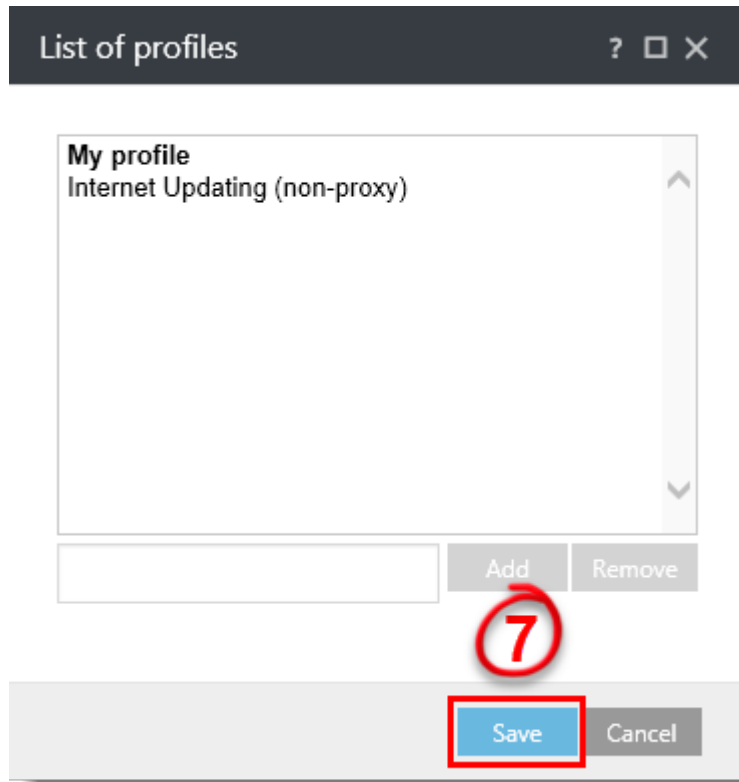 List of profiles ?
My profile
Internet Updating (non-proxy)
Add Remove
7
Save Cancel